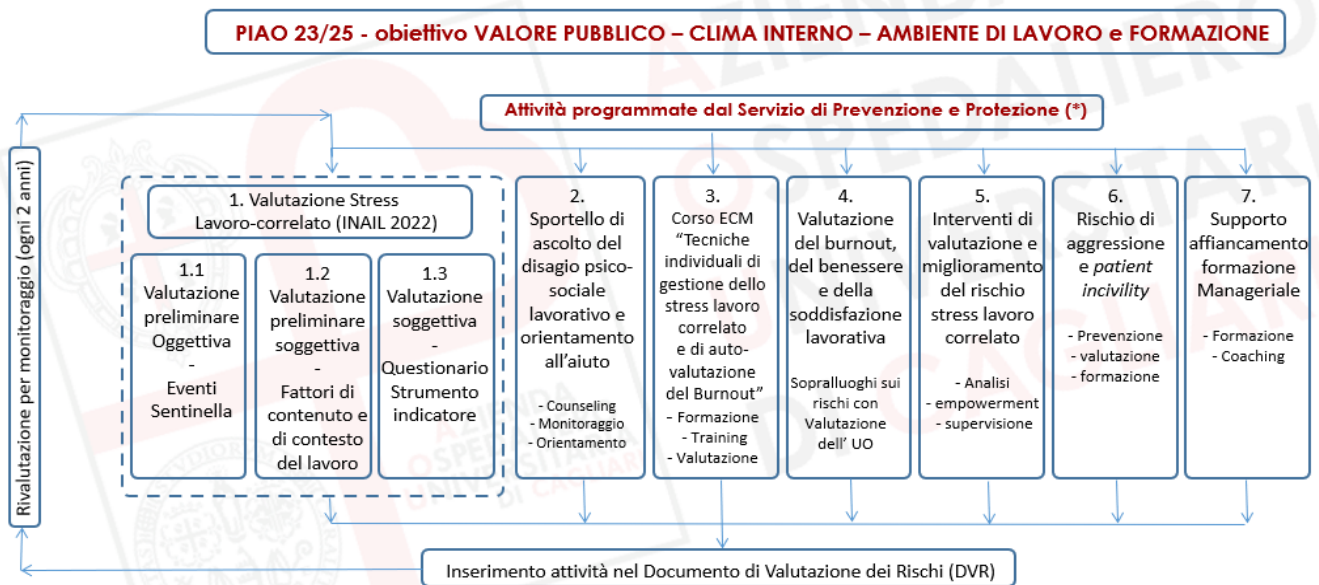 PIAO 23/25 - obiettivo VALORE PUBBLICO – CLIMA INTERNO – AMBIENTE DI LAVORO e FORMAZIONE
Attività programmate dal Servizio di Prevenzione e Protezione (*)
Rivalutazione per monitoraggio (ogni 2 anni)
1. Valutazione Stress
Lavoro-correlato (INAIL 2022)
1.1
Valutazione
preliminare
Oggettiva
-
Eventi
Sentinella
1.2
Valutazione
preliminare
soggettiva
-
Fattori di
contenuto e
di contesto
del lavoro
1.3
Valutazione
soggettiva
-
Questionario
Strumento
indicatore
2.
Sportello di
ascolto del
disagio psico-
sociale
lavorativo e
orientamento
all'aiuto
- Counseling
- Monitoraggio
- Orientamento
3.
Corso ECM
“Tecniche
individuali di
gestione dello
stress lavoro
correlato
e di auto-
valutazione
del Burnout”
- Formazione
- Training
- Valutazione
4.
Valutazione
del burnout,
del benessere
e della
soddisfazione
lavorativa
Sopralluoghi sui
rischi con
Valutazione
dell' UO
5.
Interventi di
valutazione e
miglioramento
del rischio
stress lavoro
correlato
- Analisi
- empowerment
- supervisione
6.
Rischio di
aggressione
e patient
incivility
- Prevenzione
- valutazione
- formazione
7.
Supporto
affiancamento
formazione
Manageriale
- Formazione
- Coaching
Inserimento attività nel Documento di Valutazione dei Rischi (DVR)
AZIENDA
OSPEDALIERO
UNIVERSITARIA
DI CAGLIARI